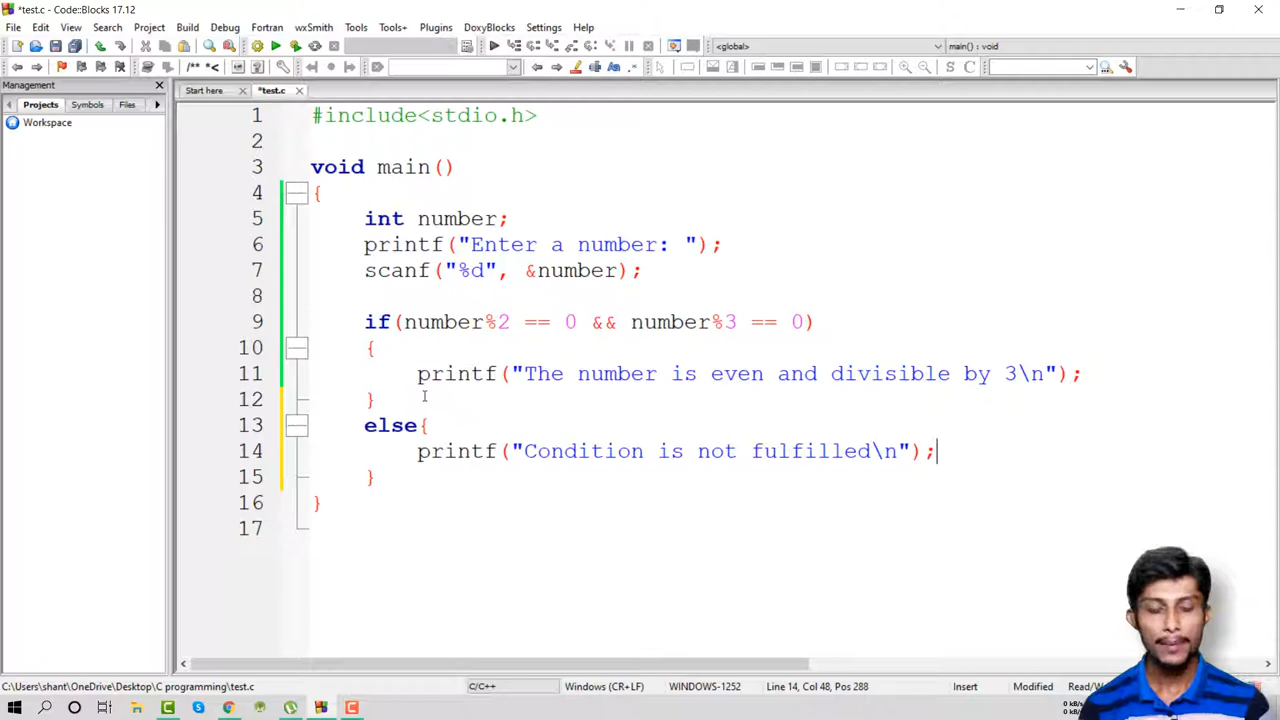 *test.c - Code::Blocks 17.12
File Edit View Search Project Build Debug Fortran wxSmith Tools Tools+ Plugins DoxyBlocks Settings Help
<global> main() : void
/** *< .* S C
Management
Start here *test.c
Projects Symbols Files
Workspace
1 #include<stdio.h>
2
3 void main()
4 {
5 int number;
6 printf("Enter a number: ");
7 scanf("%d", &number);
8
9 if(number%2 == 0 && number%3 == 0)
10 {
11 printf("The number is even and divisible by 3\n");
12 }
13 else{
14 printf("Condition is not fulfilled\n");
15 }
16 }
17
C:\Users\shant\OneDrive\Desktop\C programming\test.c C/C++ Windows (CR+LF) WINDOWS-1252 Line 14, Col 48, Pos 288 Insert Modified Read/W
0 kB/s
0 kB/s